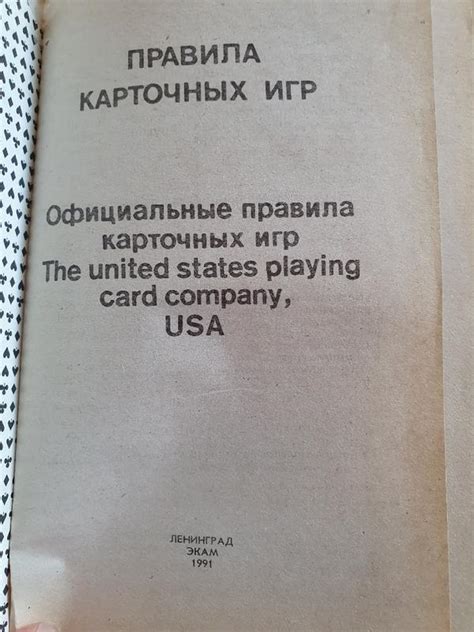 ПРАВИЛА
КАРТОЧНЫХ ИГР
Официальные правила
карточных игр
The united states playing
card company,
USA
ЛЕНИНГРАД
ЭКАМ
1991